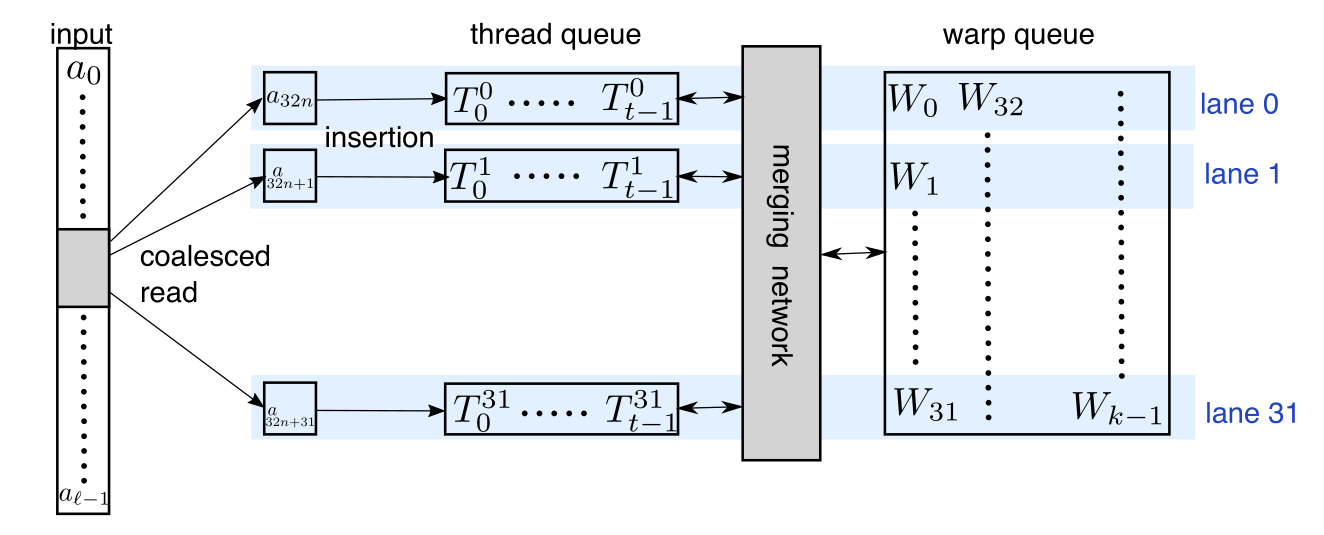 input
thread queue
warp queue
a_0
a_{32n}
T_0^0 ····· T_{t-1}^0
W_0 W_{32}
lane 0
insertion
a_{32n+1}
T_0^1 ····· T_{t-1}^1
W_1
lane 1
merging network
coalesced
read
a_{32n+31}
T_0^{31} ····· T_{t-1}^{31}
W_{31} W_{k-1}
lane 31
a_{ℓ-1}